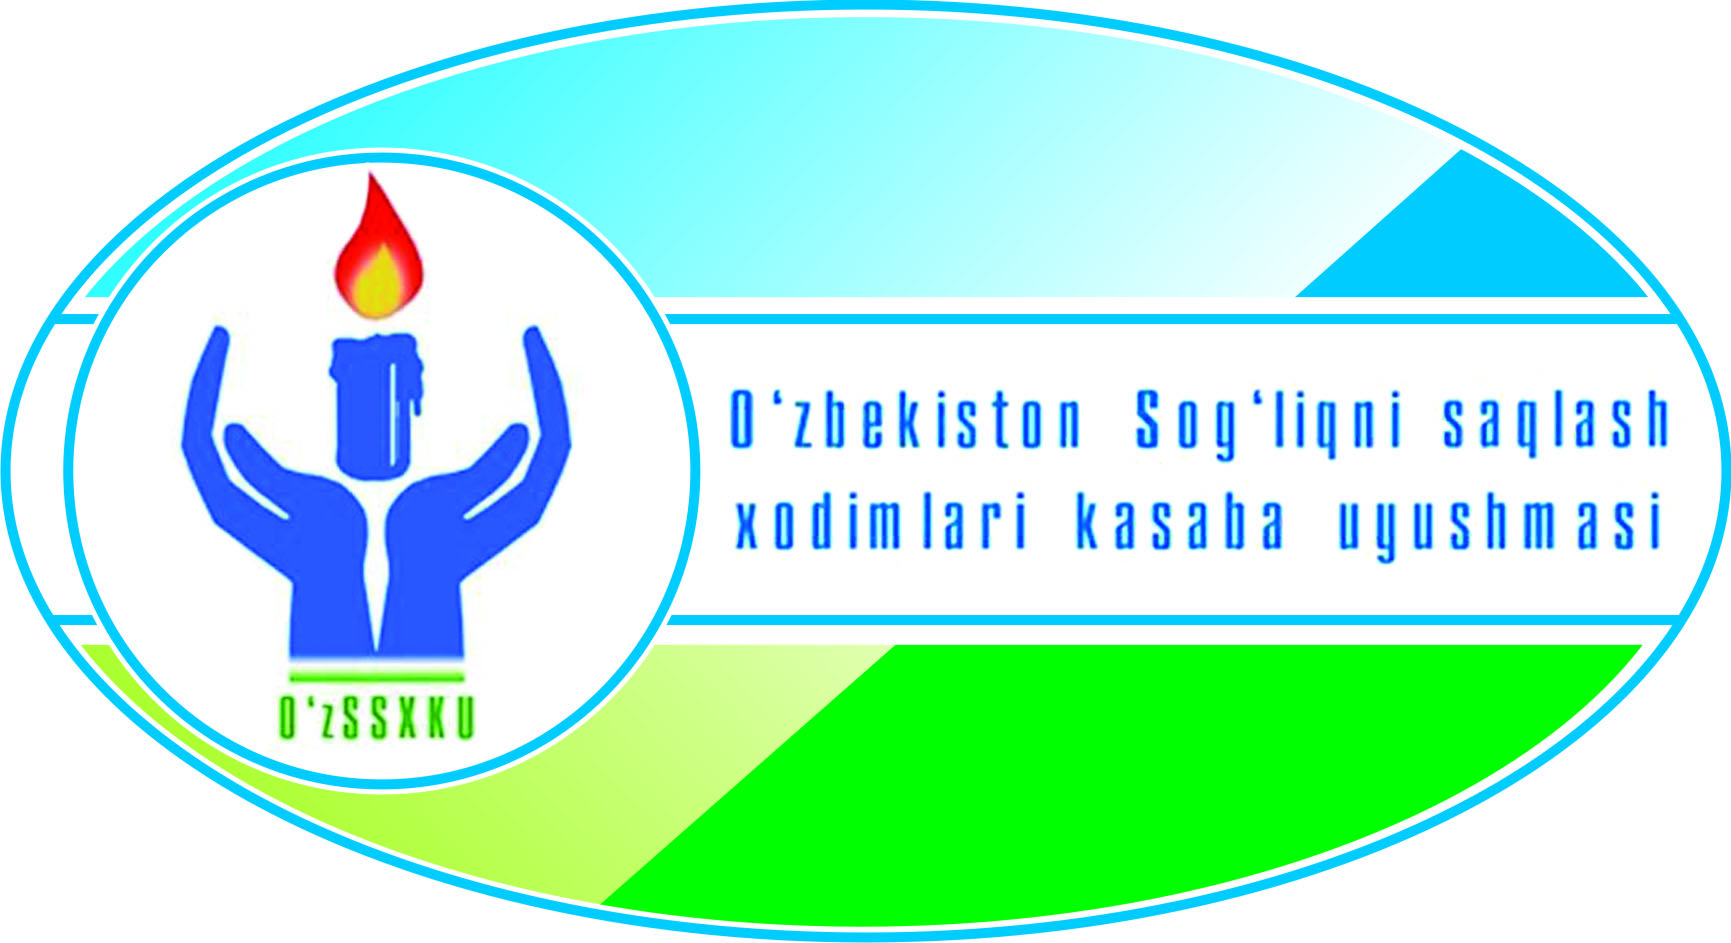 O‘zbekiston Sog‘liqni saqlash
xodimlari kasaba uyushmasi
O‘zSSXKU